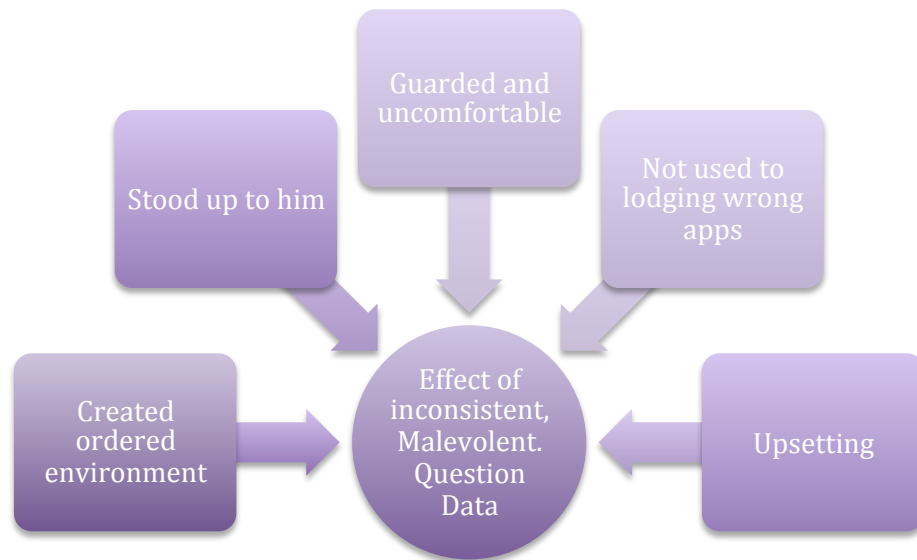 Guarded and
uncomfortable
Stood up to him
Not used to
lodging wrong
apps
Created
ordered
environment
Effect of
inconsistent,
Malevolent.
Question
Data
Upsetting